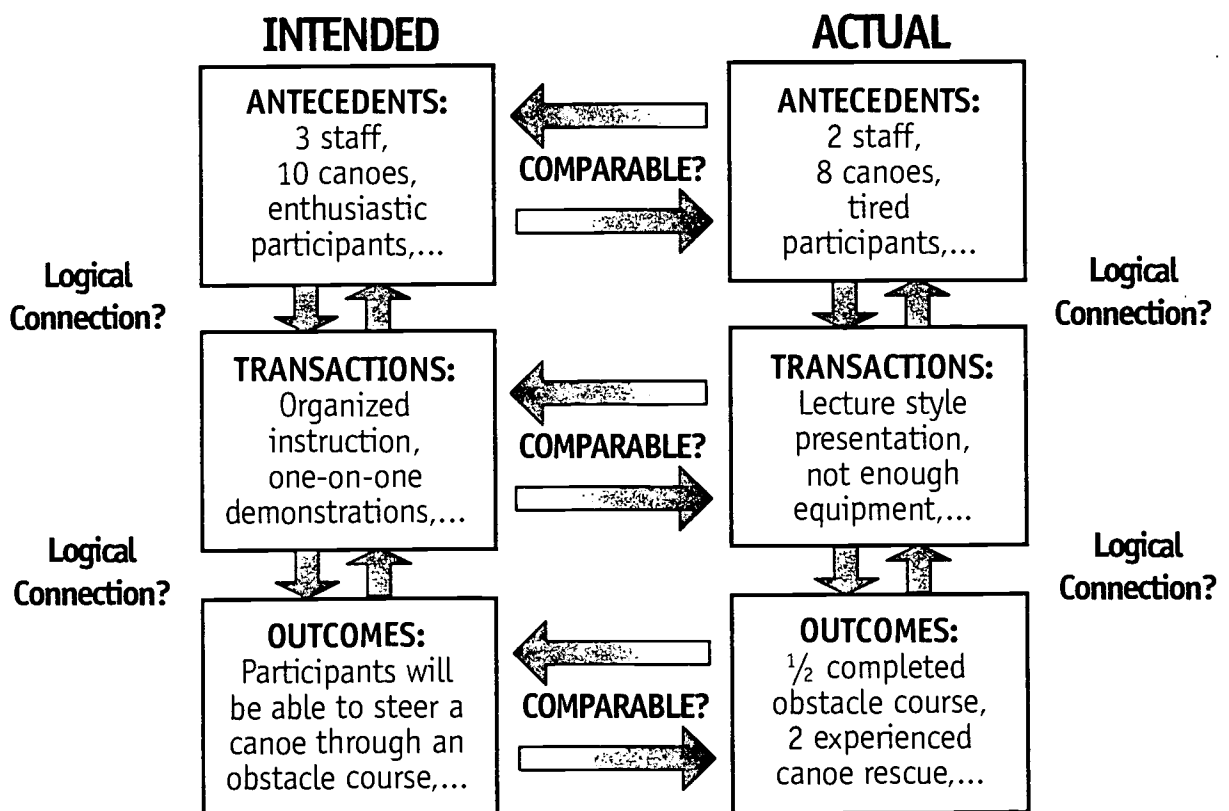 INTENDED
ACTUAL
ANTECEDENTS:
3 staff,
10 canoes,
enthusiastic
participants,...
COMPARABLE?
ANTECEDENTS:
2 staff,
8 canoes,
tired
participants,...
Logical
Connection?
Logical
Connection?
TRANSACTIONS:
Organized
instruction,
one-on-one
demonstrations,...
COMPARABLE?
TRANSACTIONS:
Lecture style
presentation,
not enough
equipment,...
Logical
Connection?
Logical
Connection?
OUTCOMES:
Participants will
be able to steer a
canoe through an
obstacle course,...
COMPARABLE?
OUTCOMES:
½ completed
obstacle course,
2 experienced
canoe rescue,...